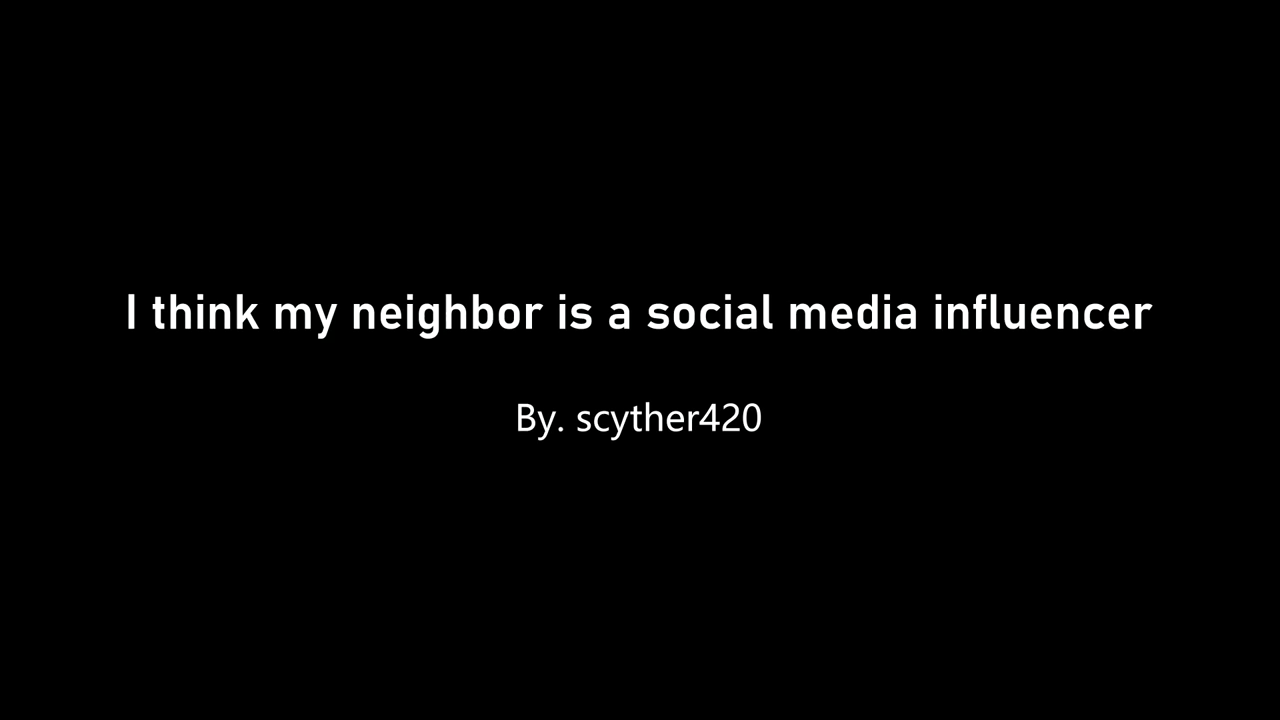 I think my neighbor is a social media influencer
By. scyther420